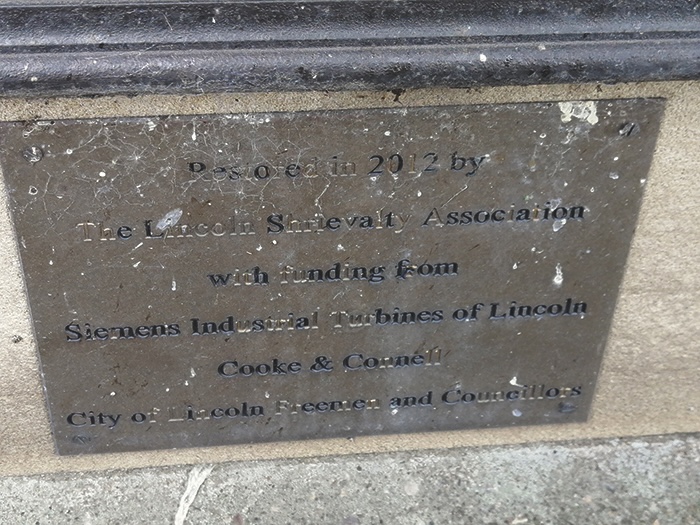 Restored in 2012 by
The Lincoln Shrievalty Association
with funding from
Siemens Industrial Turbines of Lincoln
Cooke & Connell
City of Lincoln Freemen and Councillors